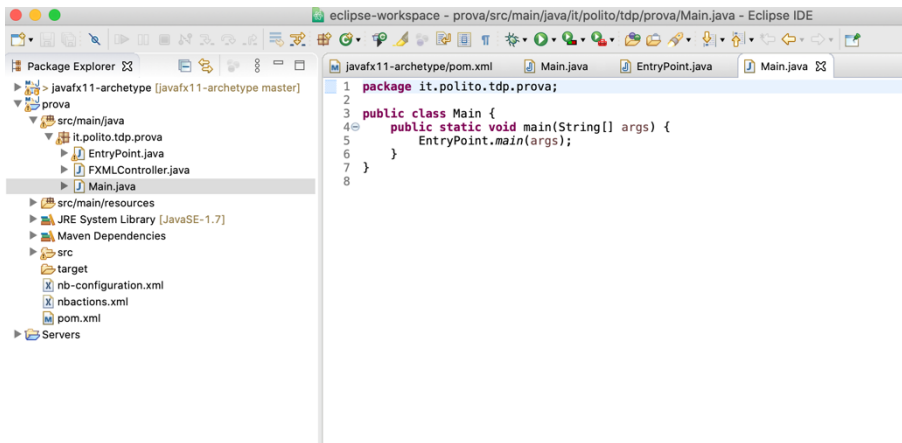 eclipse-workspace - prova/src/main/java/it/polito/tdp/prova/Main.java - Eclipse IDE
Package Explorer
> javafx11-archetype [javafx11-archetype master]
prova
src/main/java
it.polito.tdp.prova
EntryPoint.java
FXMLController.java
Main.java
src/main/resources
JRE System Library [JavaSE-1.7]
Maven Dependencies
src
target
nb-configuration.xml
nbactions.xml
pom.xml
Servers
javafx11-archetype/pom.xml
Main.java
EntryPoint.java
Main.java
1 package it.polito.tdp.prova;
2
3 public class Main {
4 public static void main(String[] args) {
5 EntryPoint.main(args);
6 }
7 }
8